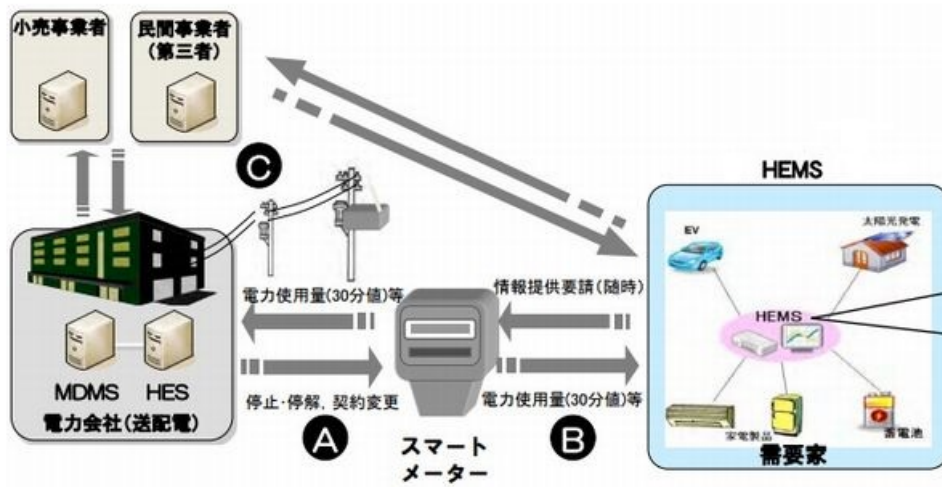 小売事業者
民間事業者
(第三者)
C
HEMS
EV
太陽光発電
電力使用量(30分値)等
情報提供要請(随時)
HEMS
MDMS
HES
電力会社(送配電)
停止・停解、契約変更
A
スマート
メーター
電力使用量(30分値)等
B
家電製品
蓄電池
需要家